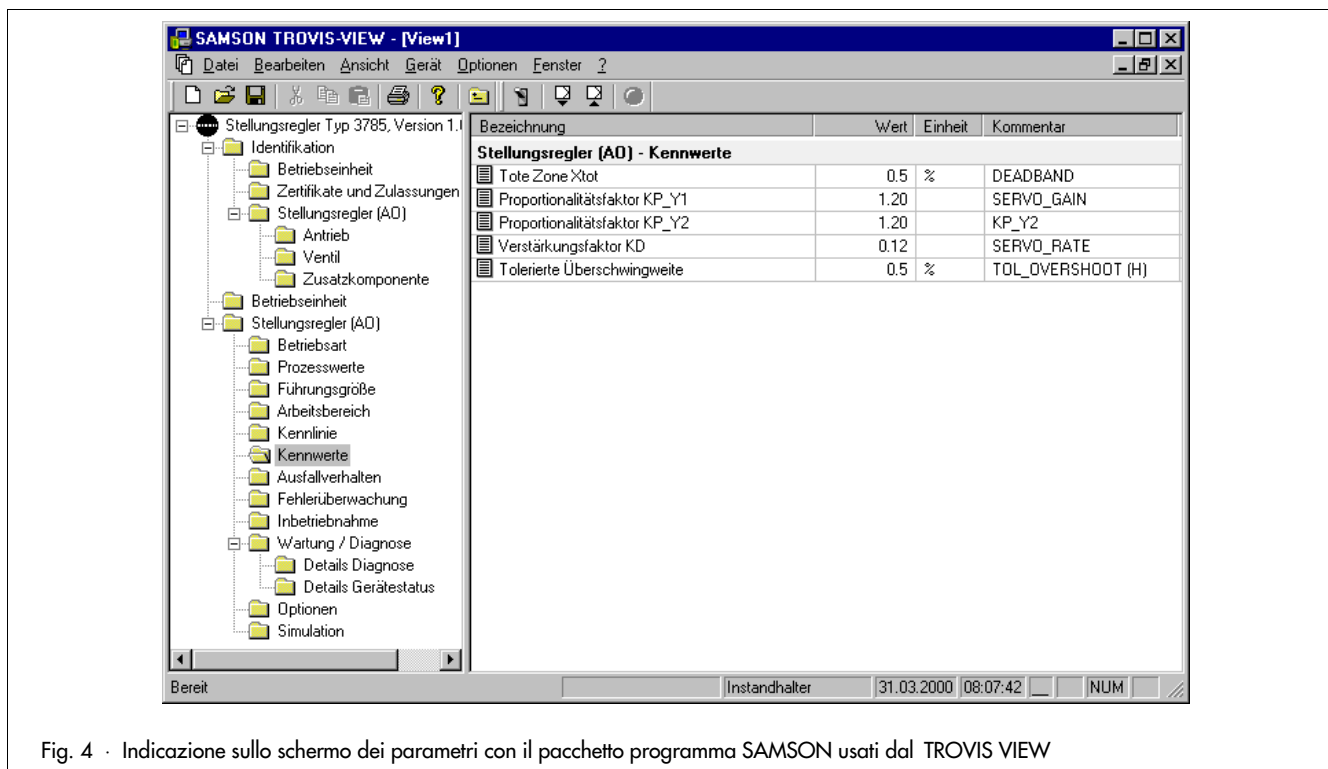 SAMSON TROVIS-VIEW - [View1]
Datei Bearbeiten Ansicht Gerät Optionen Fenster ?
Stellungsregler Typ 3785, Version 1.
Identifikation
Betriebseinheit
Zertifikate und Zulassungen
Stellungsregler (AO)
Antrieb
Ventil
Zusatzkomponente
Betriebseinheit
Stellungsregler (AO)
Betriebsart
Prozesswerte
Führungsgröße
Arbeitsbereich
Kennlinie
Kennwerte
Ausfallverhalten
Fehlerüberwachung
Inbetriebnahme
Wartung / Diagnose
Details Diagnose
Details Gerätestatus
Optionen
Simulation
Bezeichnung Wert Einheit Kommentar
Stellungsregler (AO) - Kennwerte
Tote Zone Xtot 0.5 % DEADBAND
Proportionalitätsfaktor KP_Y1 1.20 SERVO_GAIN
Proportionalitätsfaktor KP_Y2 1.20 KP_Y2
Verstärkungsfaktor KD 0.12 SERVO_RATE
Tolerierte Überschwingweite 0.5 % TOL_OVERSHOOT (H)
Bereit Instandhalter 31.03.2000 08:07:42 __ NUM
Fig. 4 · Indicazione sullo schermo dei parametri con il pacchetto programma SAMSON usati dal TROVIS VIEW